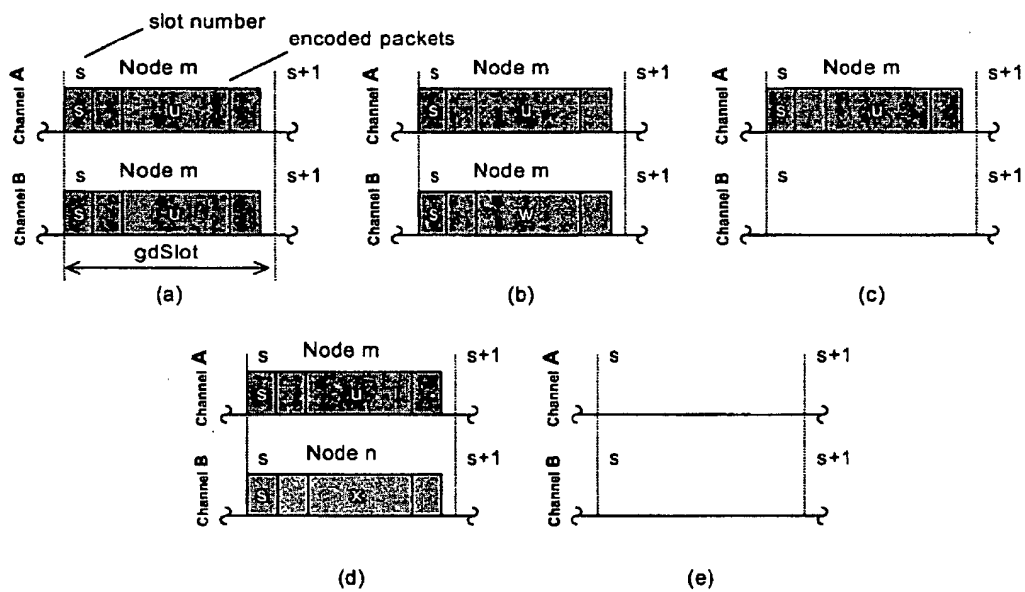 slot number
encoded packets
Channel A
s
Node m
s+1
S
U
Channel B
s
Node m
s+1
S
U
gdSlot
(a)
Channel A
s
Node m
s+1
S
U
Channel B
s
Node m
s+1
S
W
(b)
Channel A
s
Node m
s+1
S
U
Channel B
s
s+1
(c)
Channel A
s
Node m
s+1
S
U
Channel B
s
Node n
s+1
S
X
(d)
Channel A
s
s+1
Channel B
s
s+1
(e)